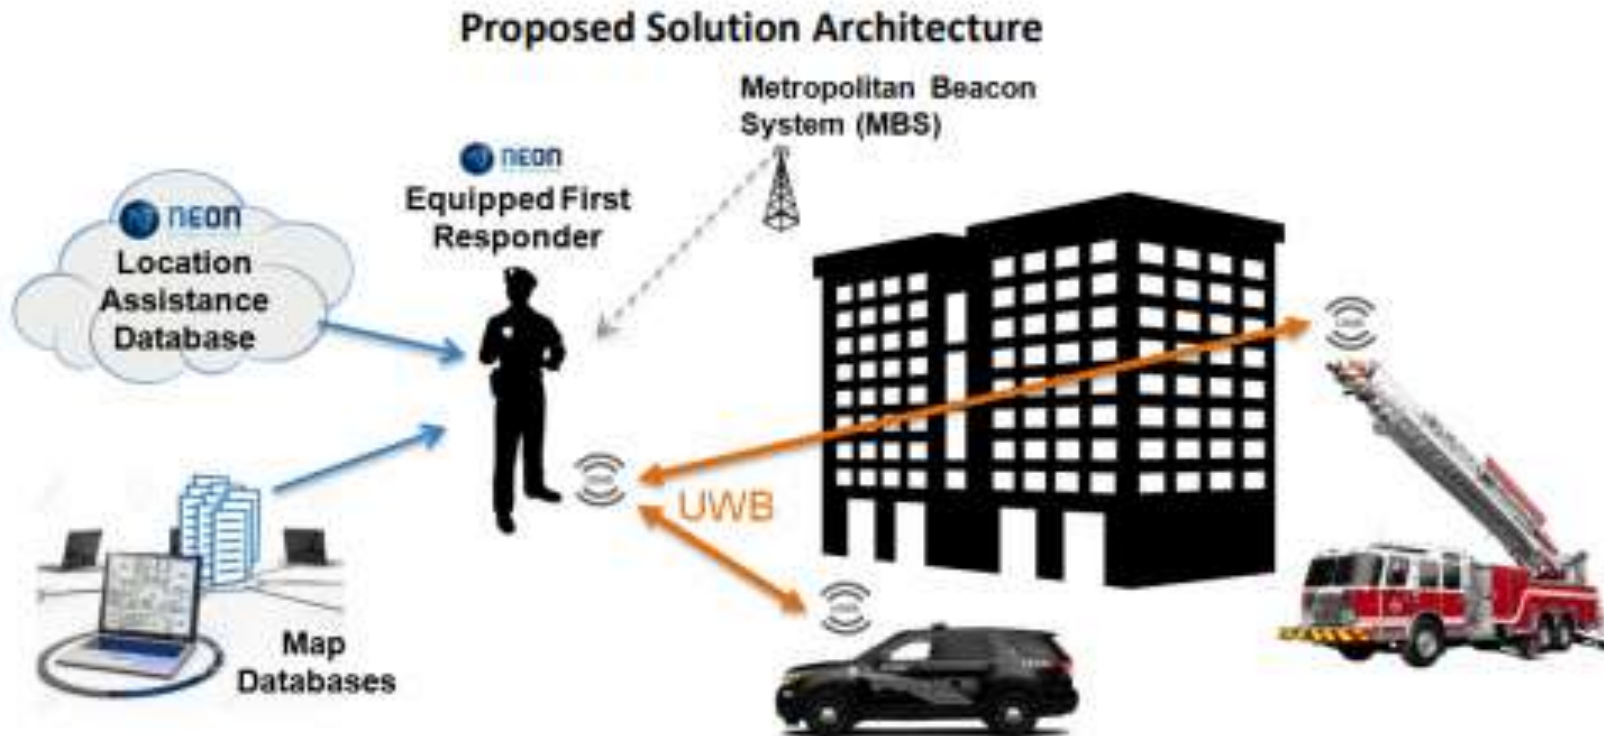 Proposed Solution Architecture
Metropolitan Beacon
System (MBS)
neon
Equipped First
Responder
neon
Location
Assistance
Database
UWB
Map
Databases